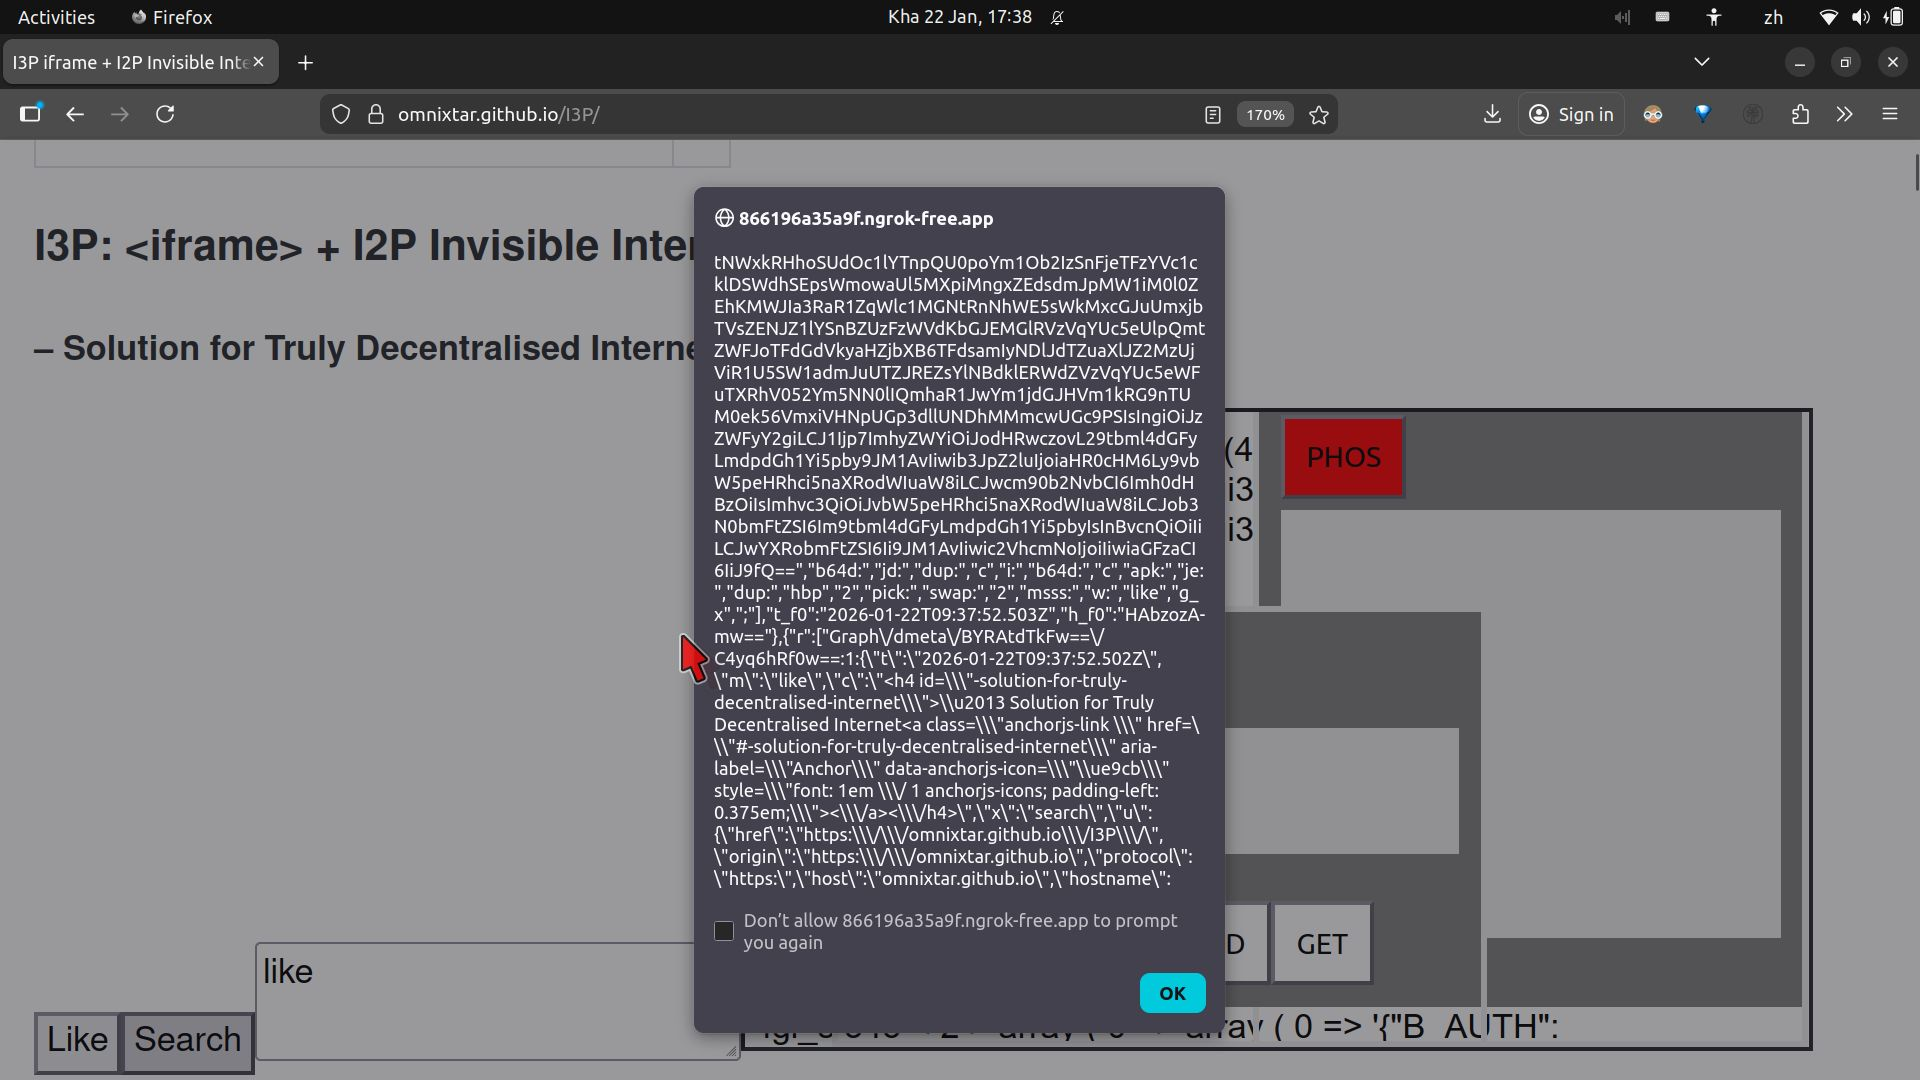 Activities
Firefox
Kha 22 Jan, 17:38
zh
I3P iframe + I2P Invisible Inte
omnixtar.github.io/I3P/
170%
Sign in
I3P: <iframe> + I2P Invisible Inter
– Solution for Truly Decentralised Interne
866196a35a9f.ngrok-free.app
tNWxkRHhoSUdOc1lYTnpQU0poYm1Ob2IzSnFjeTFzYVc1c
klDSWdhSEpsWmowaUl5MXpiMngxZEdsdmJpMW1iM0l0Z
EhKMWJIa3RaR1ZqWlc1MGNtRnNhWE5sWkMxcGJuUmxjb
TVsZENJZ1lYSnBZUzFzWVdKbGJEMGlRVzVqYUc5eUlpQmt
ZWFJoTFdGdVkyaHZjbXB6TFdsamIyNDlJdTZuaXlJZ2MzUj
ViR1U5SW1admJuUTZJREZsYlNBdklERWdZVzVqYUc5eWF
uTXRhV052Ym5NN0lIQmhaR1JwYm1jdGJHVm1kRG9nTU
M0ek56VmxiVHNpUGp3dllUNDhMMmcwUGc9PSIsIngiOiJz
ZWFyY2giLCJ1Ijp7ImhyZWYiOiJodHRwczovL29tbml4dGFy
LmdpdGh1Yi5pby9JM1AvIiwib3JpZ2luIjoiaHR0cHM6Ly9vb
W5peHRhci5naXRodWIuaW8iLCJwcm90b2NvbCI6Imh0dH
BzOiIsImhvc3QiOiJvbW5peHRhci5naXRodWIuaW8iLCJob3
N0bmFtZSI6Im9tbml4dGFyLmdpdGh1Yi5pbyIsInBvcnQiOiIi
LCJwYXRobmFtZSI6Ii9JM1AvIiwic2VhcmNoIjoiIiwiaGFzaCI
6IiJ9fQ==","b64d:","jd:","dup:","c","i:","b64d:","c","apk:","je:
","dup:","hbp","2","pick:","swap:","2","msss:","w:","like","g_
x",";"],"t_f0":"2026-01-22T09:37:52.503Z","h_f0":"HAbzozA-
mw=="},{"r":["Graph\/dmeta\/BYRAtdTkFw==\/
C4yq6hRf0w==:1:{\"t\":\"2026-01-22T09:37:52.502Z\",
\"m\":\"like\",\"c\":\"<h4 id=\\\"-solution-for-truly-
decentralised-internet\\\">\\u2013 Solution for Truly
Decentralised Internet<a class=\\\"anchorjs-link \\\" href=\
\\"#-solution-for-truly-decentralised-internet\\\" aria-
label=\\\"Anchor\\\" data-anchorjs-icon=\\\"\\ue9cb\\\"
style=\\\"font: 1em \\\/ 1 anchorjs-icons; padding-left:
0.375em;\\\"><\\\/a><\\\/h4>\",\"x\":\"search\",\"u\":
{\"href\":\"https:\\\/\\\/omnixtar.github.io\\\/I3P\\\/\",
\"origin\":\"https:\\\/\\\/omnixtar.github.io\",\"protocol\":
\"https:\",\"host\":\"omnixtar.github.io\",\"hostname\":
Don't allow 866196a35a9f.ngrok-free.app to prompt
you again
OK
(4
i3
i3
PHOS
D
GET
like
Like
Search
array ( 0 => '{"B_AUTH":